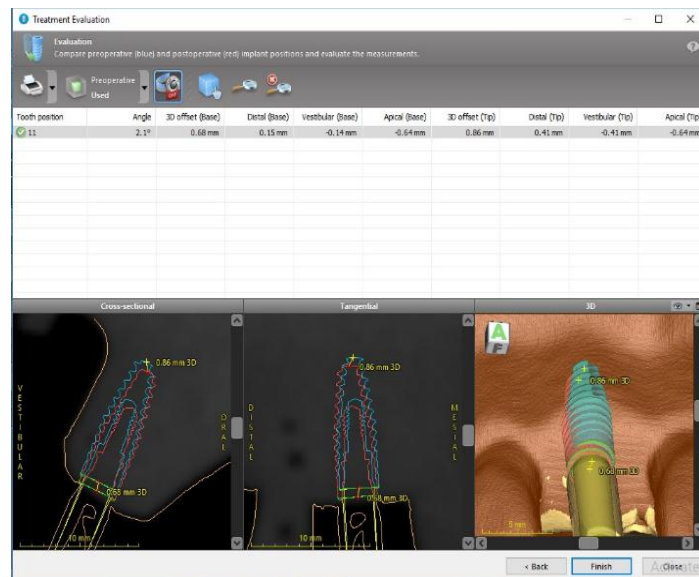 Treatment Evaluation
Evaluation
Compare preoperative (blue) and postoperative (red) implant positions and evaluate the measurements.
Preoperative
Used
Tooth position Angle 3D offset (Base) Distal (Base) Vestibular (Base) Apical (Base) 3D offset (Tip) Distal (Tip) Vestibular (Tip) Apical (Tip
11 2.1° 0.68 mm 0.15 mm -0.14 mm -0.64 mm 0.86 mm 0.41 mm -0.41 mm -0.64 mm
Cross-sectional Tangential 3D
A
F
0.86 mm 3D
0.86 mm 3D
0.86 mm 3D
VESTIBULAR
ORAL
DISTAL
MESIAL
0.68 mm 3D
0.68 mm 3D
0.68 mm 3D
10 mm
10 mm
5 mm
< Back Finish Close